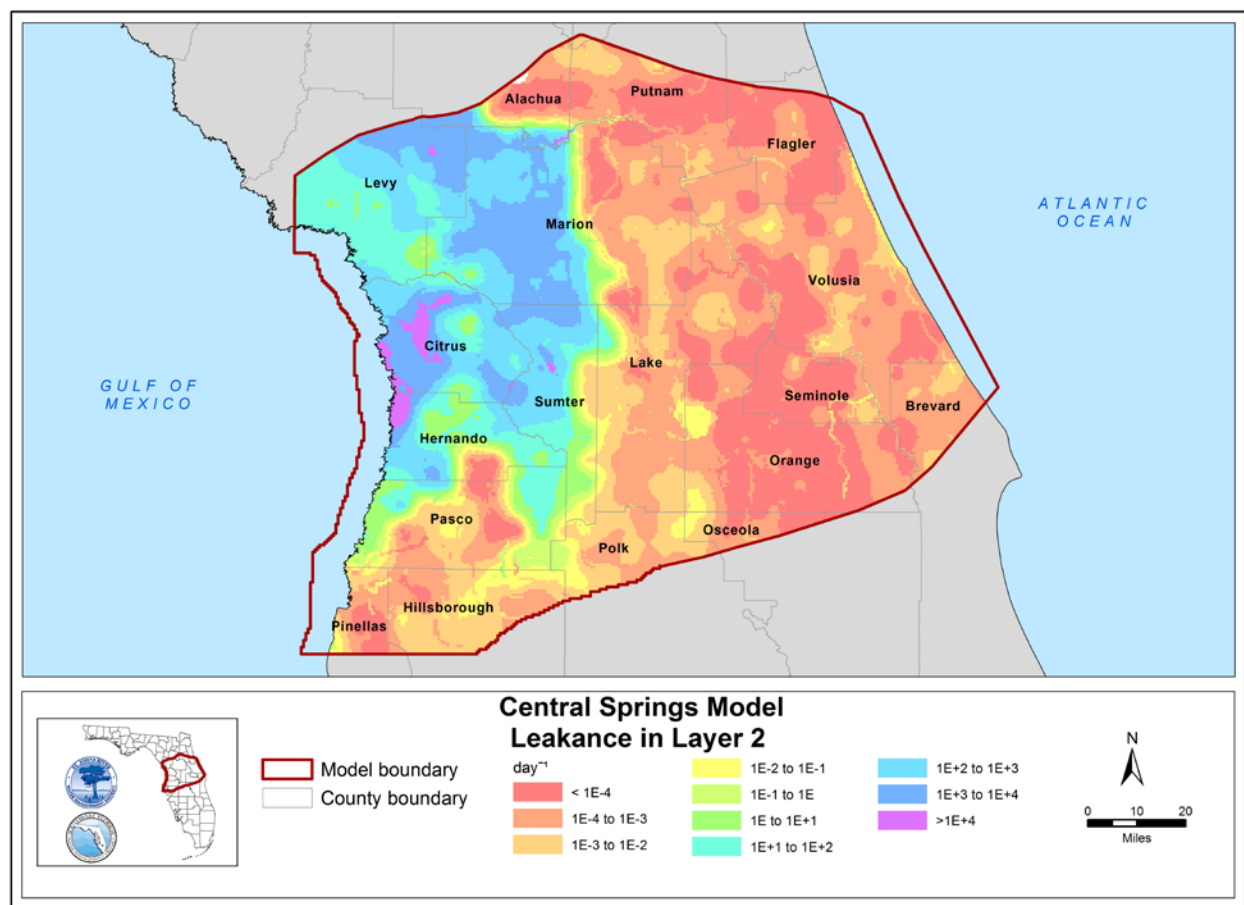 Alachua
Putnam
Flagler
Levy
Marion
ATLANTIC
OCEAN
Volusia
Citrus
Lake
GULF OF
MEXICO
Sumter
Seminole
Brevard
Hernando
Orange
Pasco
Osceola
Polk
Hillsborough
Pinellas
Central Springs Model
Leakance in Layer 2
Model boundary
County boundary
day⁻¹
< 1E-4
1E-4 to 1E-3
1E-3 to 1E-2
1E-2 to 1E-1
1E-1 to 1E
1E to 1E+1
1E+1 to 1E+2
1E+2 to 1E+3
1E+3 to 1E+4
>1E+4
N
0 10 20
Miles